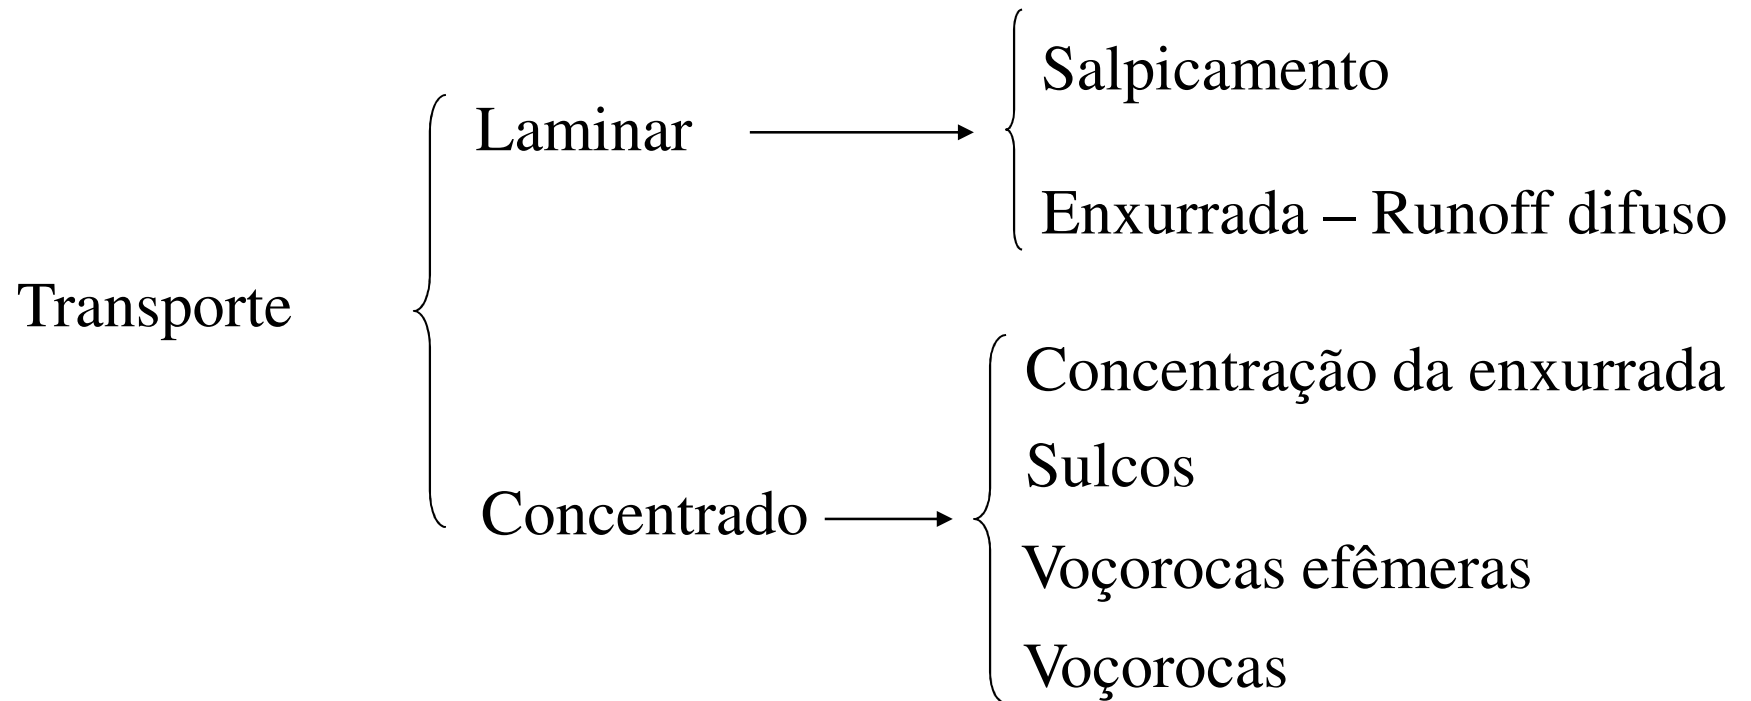 Transporte
Laminar
Salpicamento
Enxurrada – Runoff difuso
Concentrado
Concentração da enxurrada
Sulcos
Voçorocas efêmeras
Voçorocas